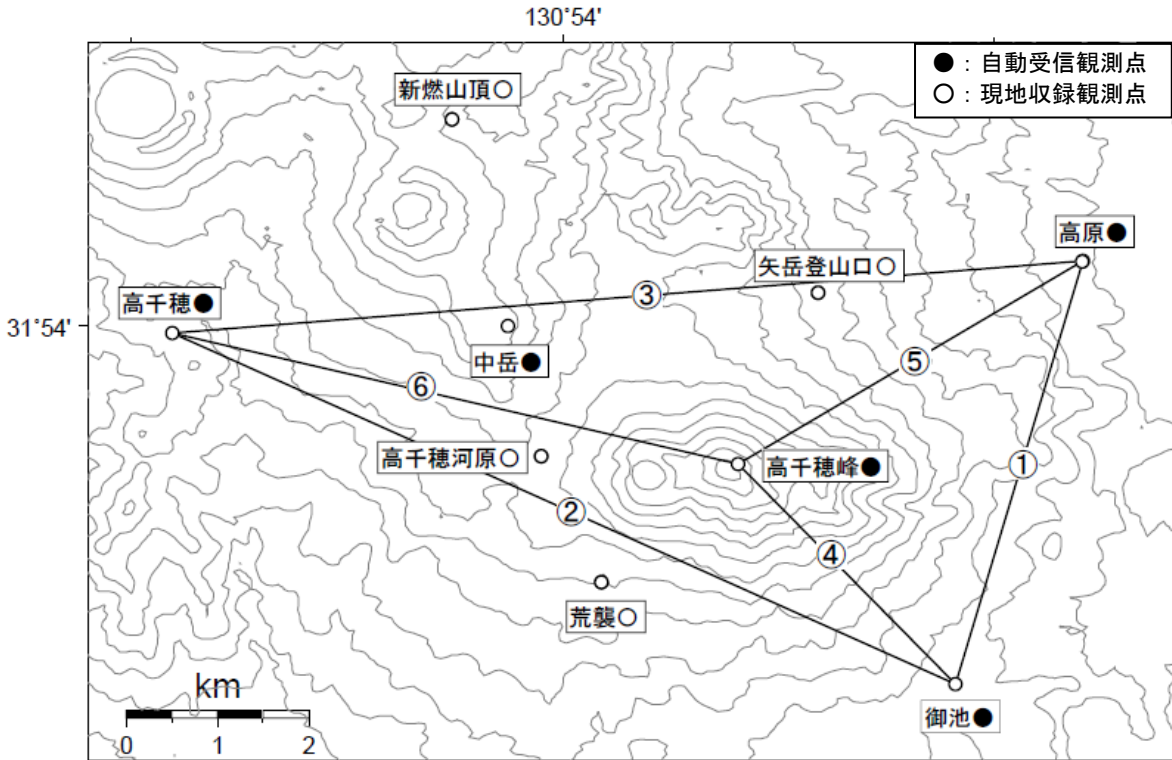 130°54'
●：自動受信観測点
○：現地収録観測点
新燃山頂○
高原●
矢岳登山口○
③
高千穂●
31°54'
中岳●
⑤
⑥
高千穂河原○
高千穂峰●
①
②
④
荒襲○
km
御池●
0 1 2